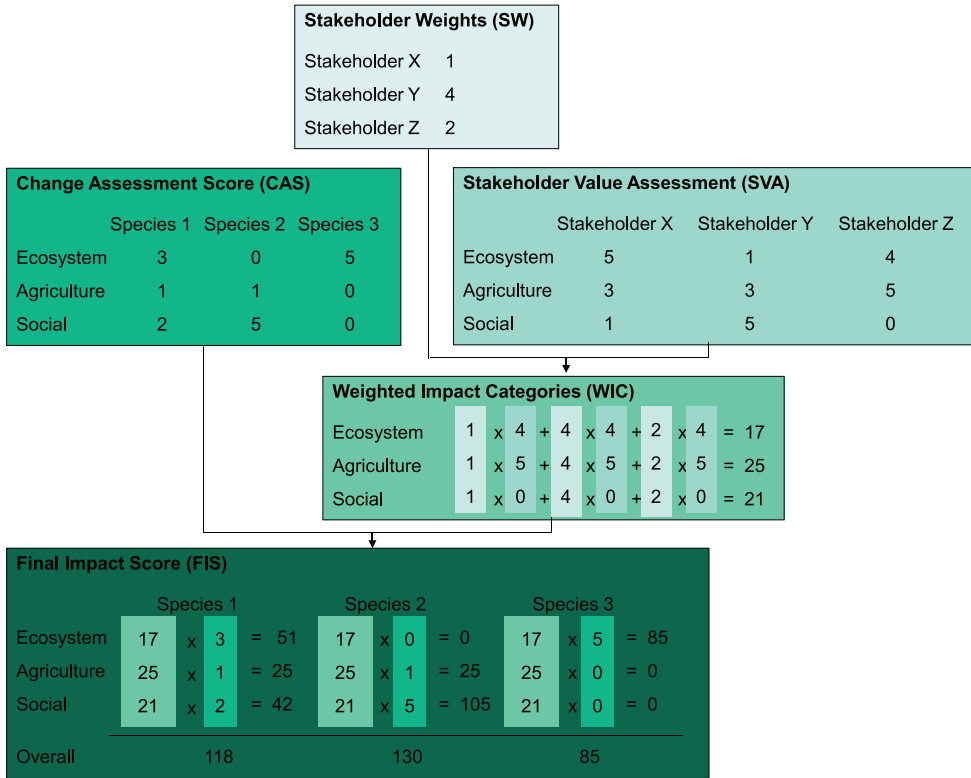 Stakeholder Weights (SW)
Stakeholder X 1
Stakeholder Y 4
Stakeholder Z 2
Change Assessment Score (CAS)
Species 1 Species 2 Species 3
Ecosystem 3 0 5
Agriculture 1 1 0
Social 2 5 0
Stakeholder Value Assessment (SVA)
Stakeholder X Stakeholder Y Stakeholder Z
Ecosystem 5 1 4
Agriculture 3 3 5
Social 1 5 0
Weighted Impact Categories (WIC)
Ecosystem 1 x 4 + 4 x 4 + 2 x 4 = 17
Agriculture 1 x 5 + 4 x 5 + 2 x 5 = 25
Social 1 x 0 + 4 x 0 + 2 x 0 = 21
Final Impact Score (FIS)
Species 1 Species 2 Species 3
Ecosystem 17 x 3 = 51 17 x 0 = 0 17 x 5 = 85
Agriculture 25 x 1 = 25 25 x 1 = 25 25 x 0 = 0
Social 21 x 2 = 42 21 x 5 = 105 21 x 0 = 0
Overall 118 130 85